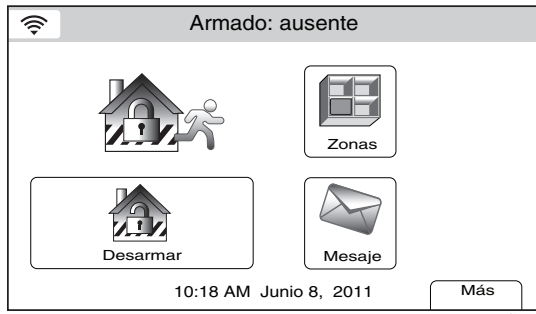 Armado: ausente
Zonas
Desarmar
Mesaje
10:18 AM Junio 8, 2011
Más